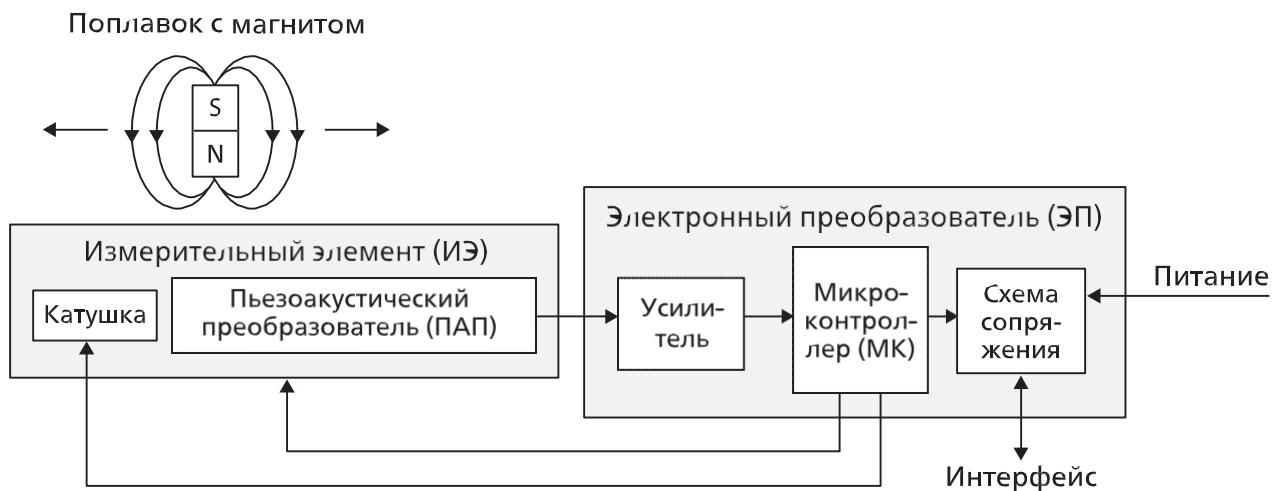 Поплавок с магнитом
S
N
Электронный преобразователь (ЭП)
Измерительный элемент (ИЭ)
Катушка
Пьезоакустический
преобразователь (ПАП)
Усили-
тель
Микро-
контрол-
лер (МК)
Схема
сопря-
жения
Питание
Интерфейс